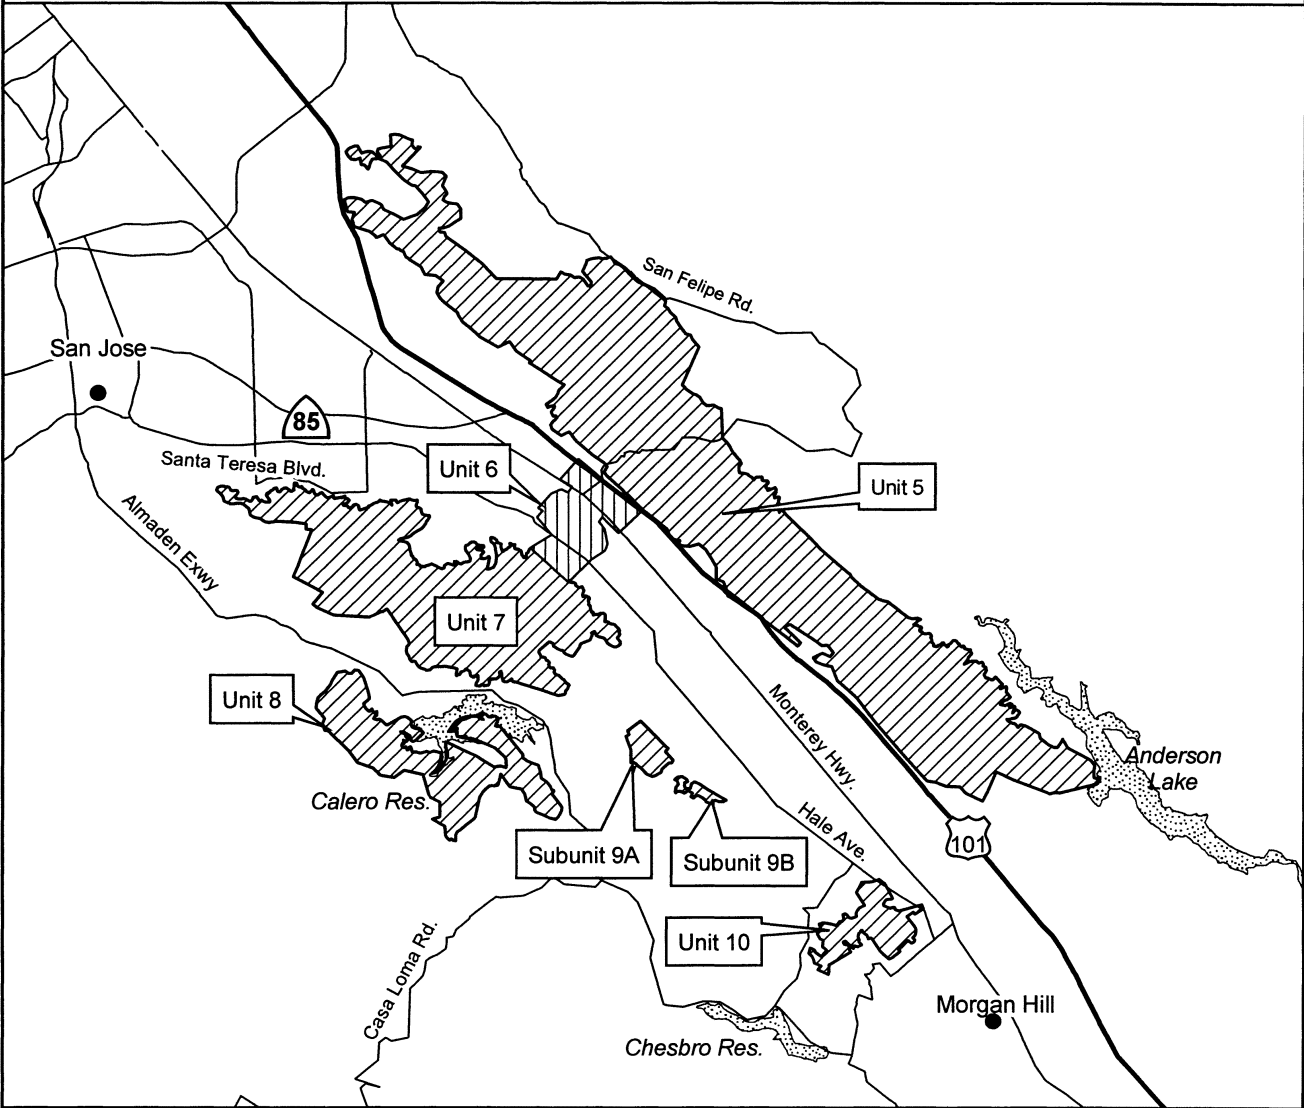 San Felipe Rd.
San Jose
85
Unit 6
Santa Teresa Blvd.
Unit 5
Almaden Exwy
Unit 7
Unit 8
Monterey Hwy.
Anderson
Lake
Calero Res.
Hale Ave.
101
Subunit 9A
Subunit 9B
Unit 10
Casa Loma Rd.
Morgan Hill
Chesbro Res.